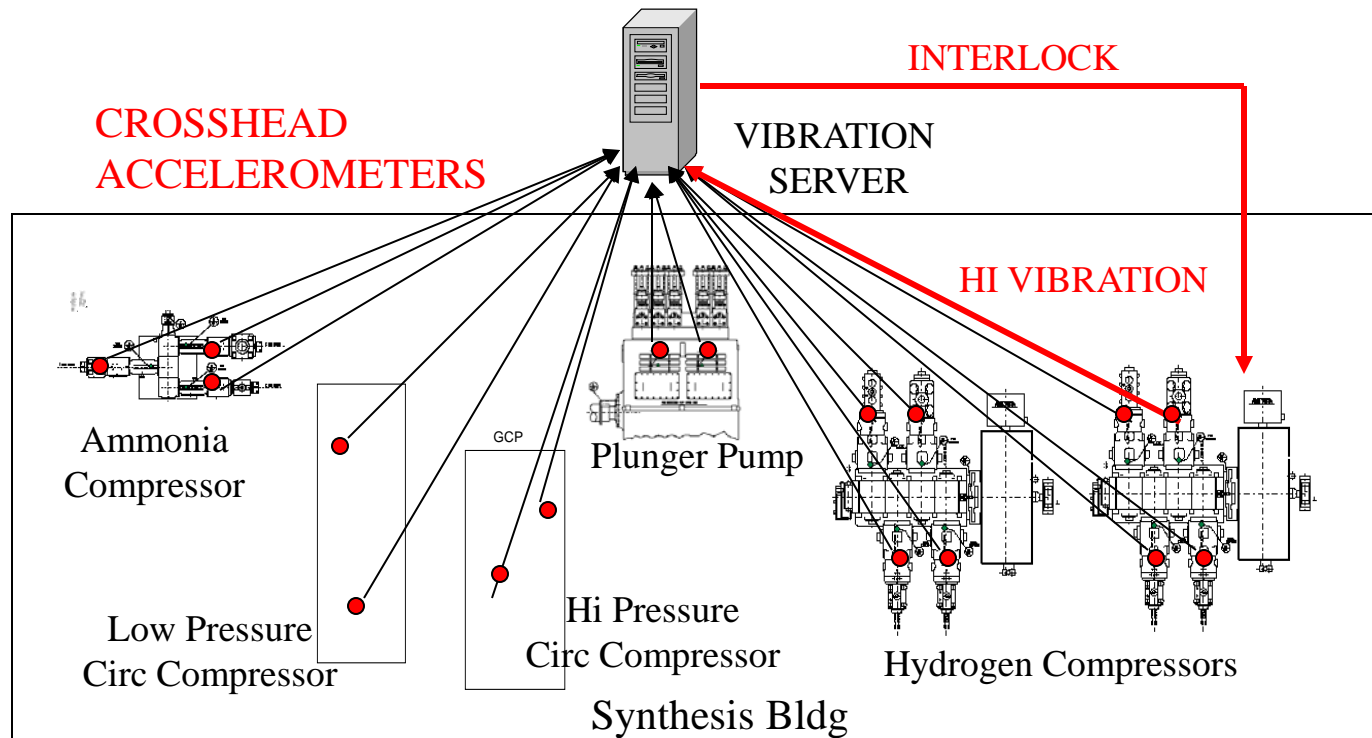 INTERLOCK
CROSSHEAD
ACCELEROMETERS
VIBRATION
SERVER
HI VIBRATION
Ammonia
Compressor
GCP
Plunger Pump
Low Pressure
Circ Compressor
Hi Pressure
Circ Compressor
Hydrogen Compressors
Synthesis Bldg